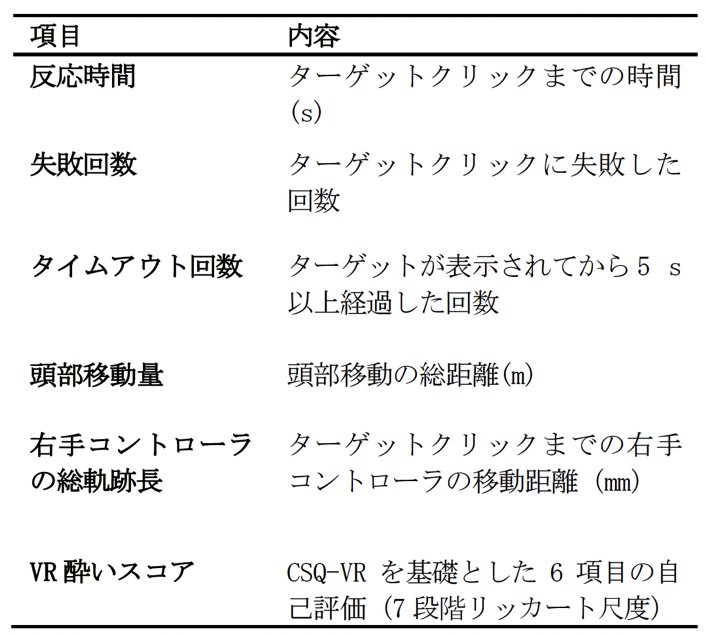 項目 内容
反応時間 ターゲットクリックまでの時間
(s)
失敗回数 ターゲットクリックに失敗した
回数
タイムアウト回数 ターゲットが表示されてから5 s
以上経過した回数
頭部移動量 頭部移動の総距離(m)
右手コントローラ ターゲットクリックまでの右手
の総軌跡長 コントローラの移動距離 (mm)
VR酔いスコア CSQ-VR を基礎とした 6 項目の自
己評価 (7段階リッカート尺度)